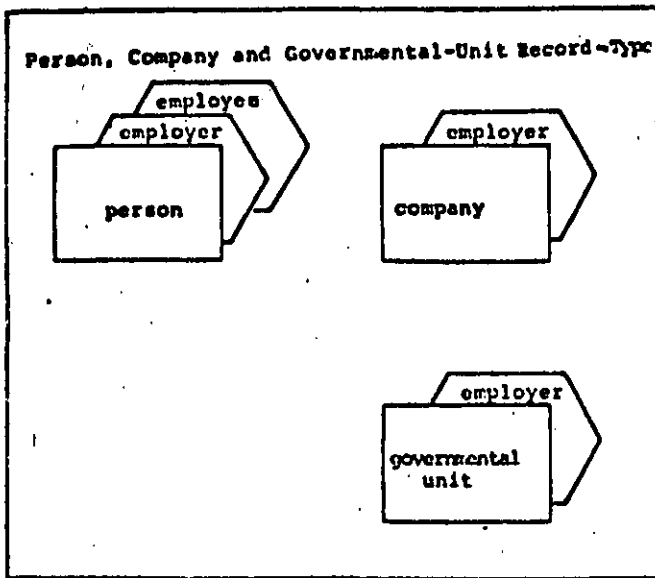 Person, Company and Governmental-Unit Record-Type
employee
employer
person
employer
company
employer
governmental
unit